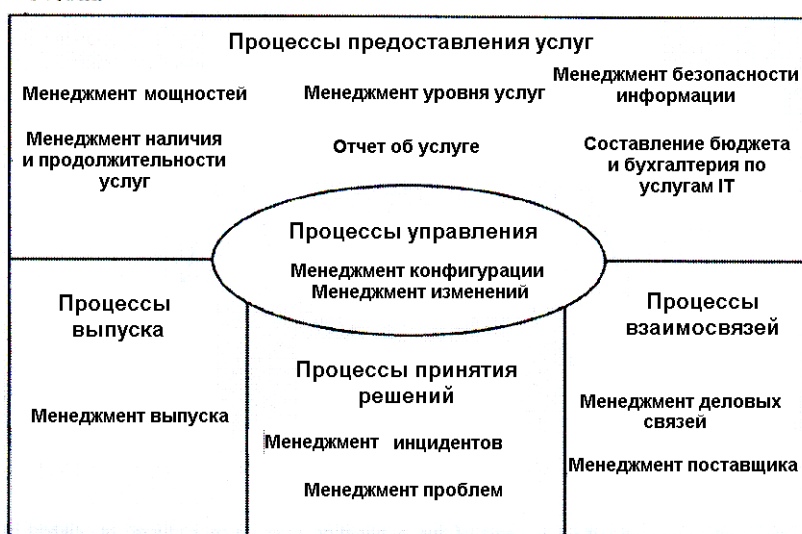 Процессы предоставления услуг
Менеджмент мощностей
Менеджмент уровня услуг
Менеджмент безопасности
информации
Менеджмент наличия
и продолжительности
услуг
Отчет об услуге
Составление бюджета
и бухгалтерия по
услугам IT
Процессы управления
Менеджмент конфигурации
Менеджмент изменений
Процессы
выпуска
Менеджмент выпуска
Процессы принятия
решений
Менеджмент инцидентов
Менеджмент проблем
Процессы
взаимосвязей
Менеджмент деловых
связей
Менеджмент поставщика